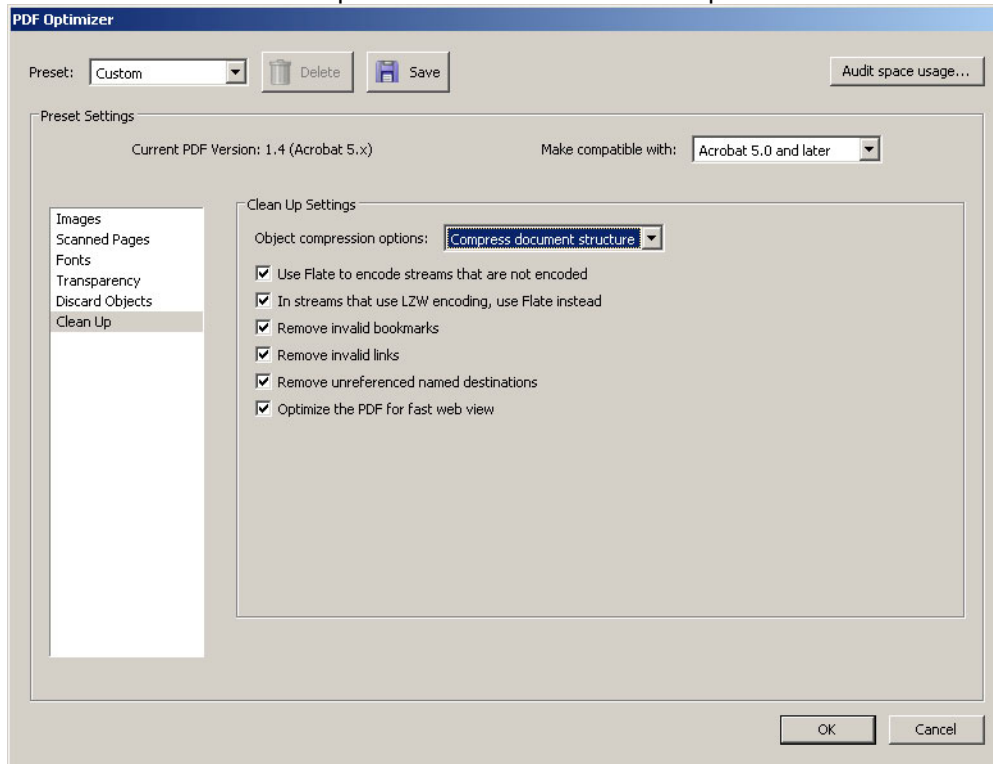 PDF Optimizer
Preset: Custom Delete Save Audit space usage...
Preset Settings
Current PDF Version: 1.4 (Acrobat 5.x) Make compatible with: Acrobat 5.0 and later
Images
Scanned Pages
Fonts
Transparency
Discard Objects
Clean Up
Clean Up Settings
Object compression options: Compress document structure
Use Flate to encode streams that are not encoded
In streams that use LZW encoding, use Flate instead
Remove invalid bookmarks
Remove invalid links
Remove unreferenced named destinations
Optimize the PDF for fast web view
OK Cancel